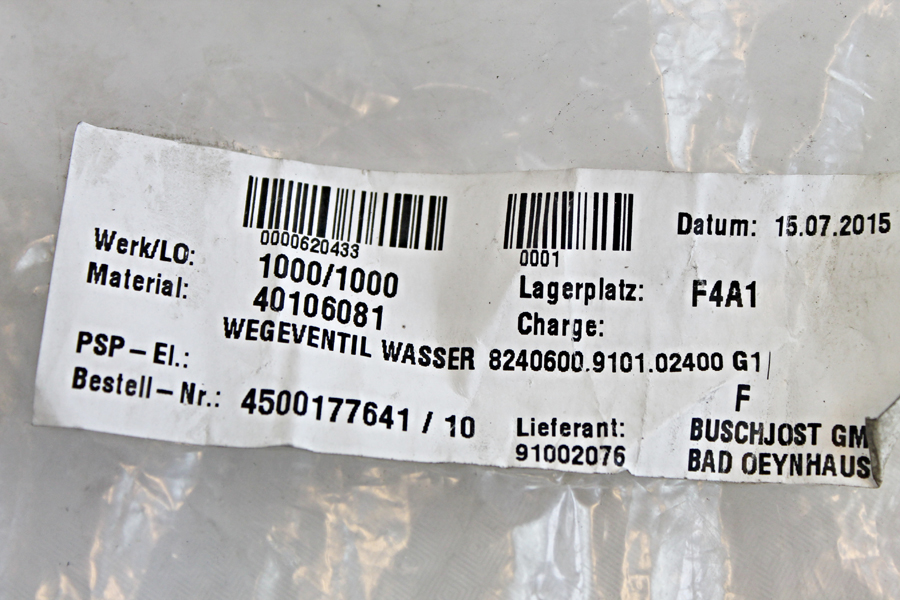 0000620433 0001 Datum: 15.07.2015
Werk/LO: 1000/1000 Lagerplatz: F4A1
Material: 40106081 Charge:
WEGEVENTIL WASSER 8240600.9101.02400 G1|
PSP-El.: F
Bestell-Nr.: 4500177641 / 10 Lieferant: BUSCHJOST GM
91002076 BAD OEYNHAUS